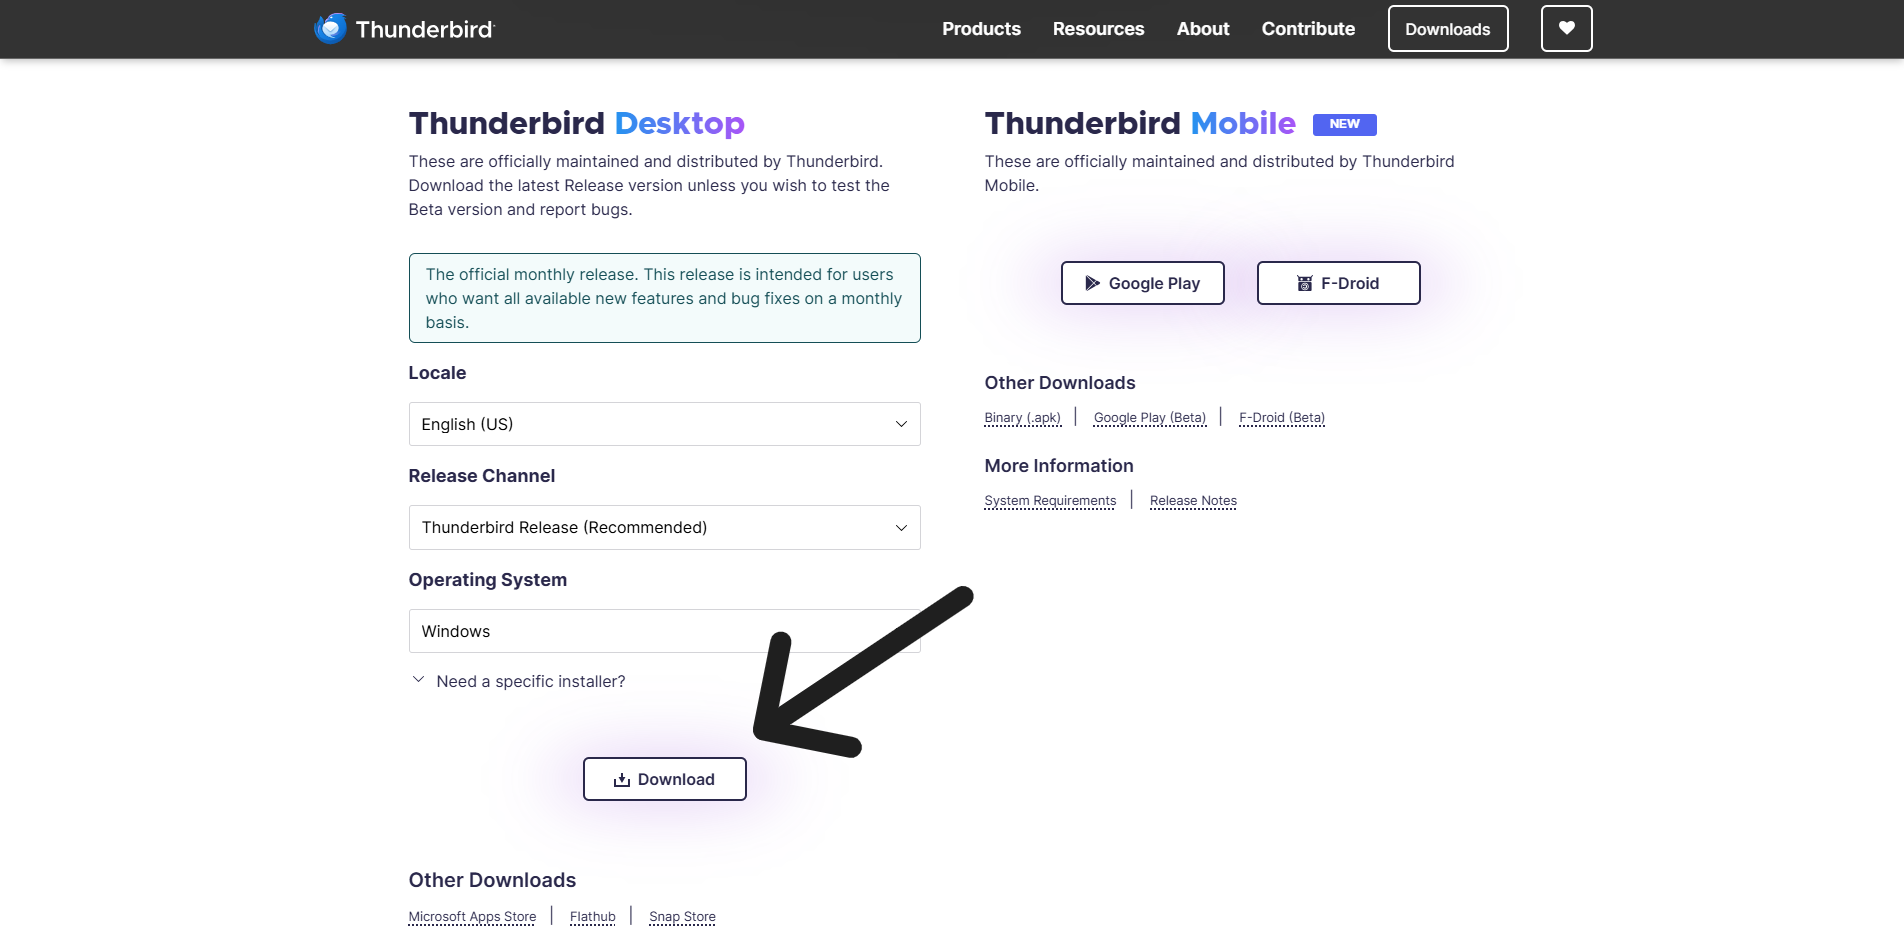 Thunderbird
Products
Resources
About
Contribute
Downloads
Thunderbird Desktop
These are officially maintained and distributed by Thunderbird.
Download the latest Release version unless you wish to test the
Beta version and report bugs.
The official monthly release. This release is intended for users
who want all available new features and bug fixes on a monthly
basis.
Locale
English (US)
Release Channel
Thunderbird Release (Recommended)
Operating System
Windows
Need a specific installer?
Download
Other Downloads
Microsoft Apps Store | Flathub | Snap Store
Thunderbird Mobile NEW
These are officially maintained and distributed by Thunderbird
Mobile.
Google Play
F-Droid
Other Downloads
Binary (.apk) | Google Play (Beta) | F-Droid (Beta)
More Information
System Requirements | Release Notes